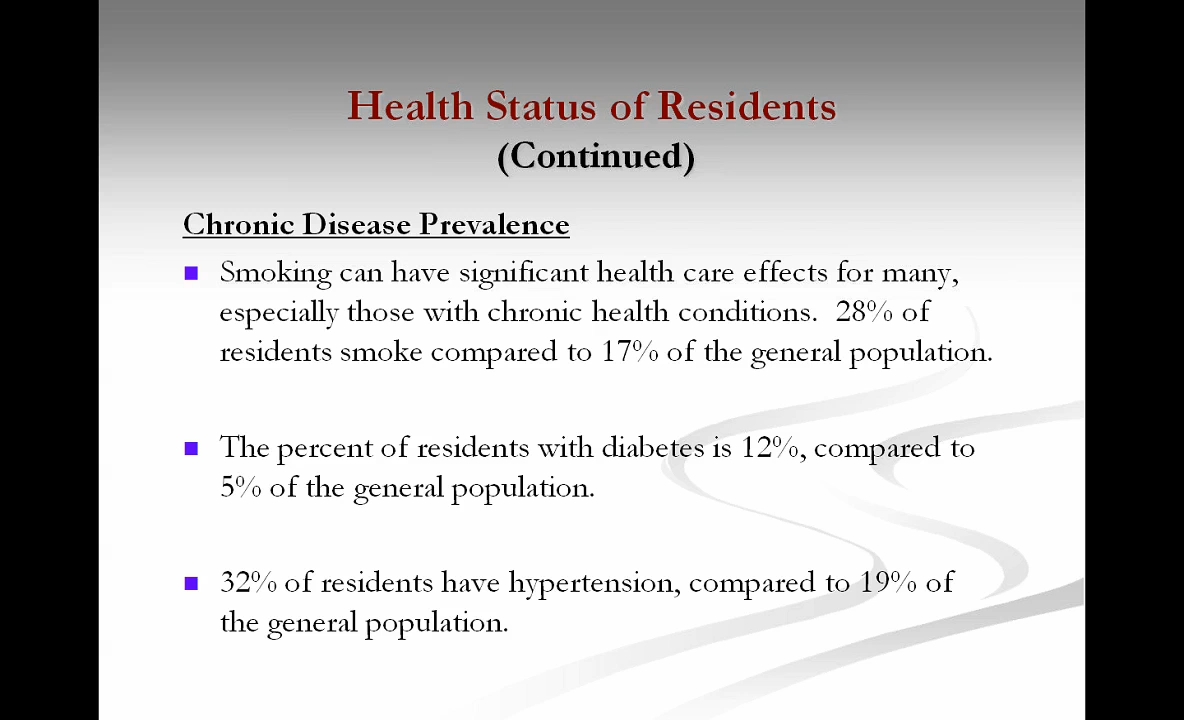 Health Status of Residents
(Continued)
Chronic Disease Prevalence
Smoking can have significant health care effects for many,
especially those with chronic health conditions.  28% of
residents smoke compared to 17% of the general population.
The percent of residents with diabetes is 12%, compared to
5% of the general population.
32% of residents have hypertension, compared to 19% of
the general population.